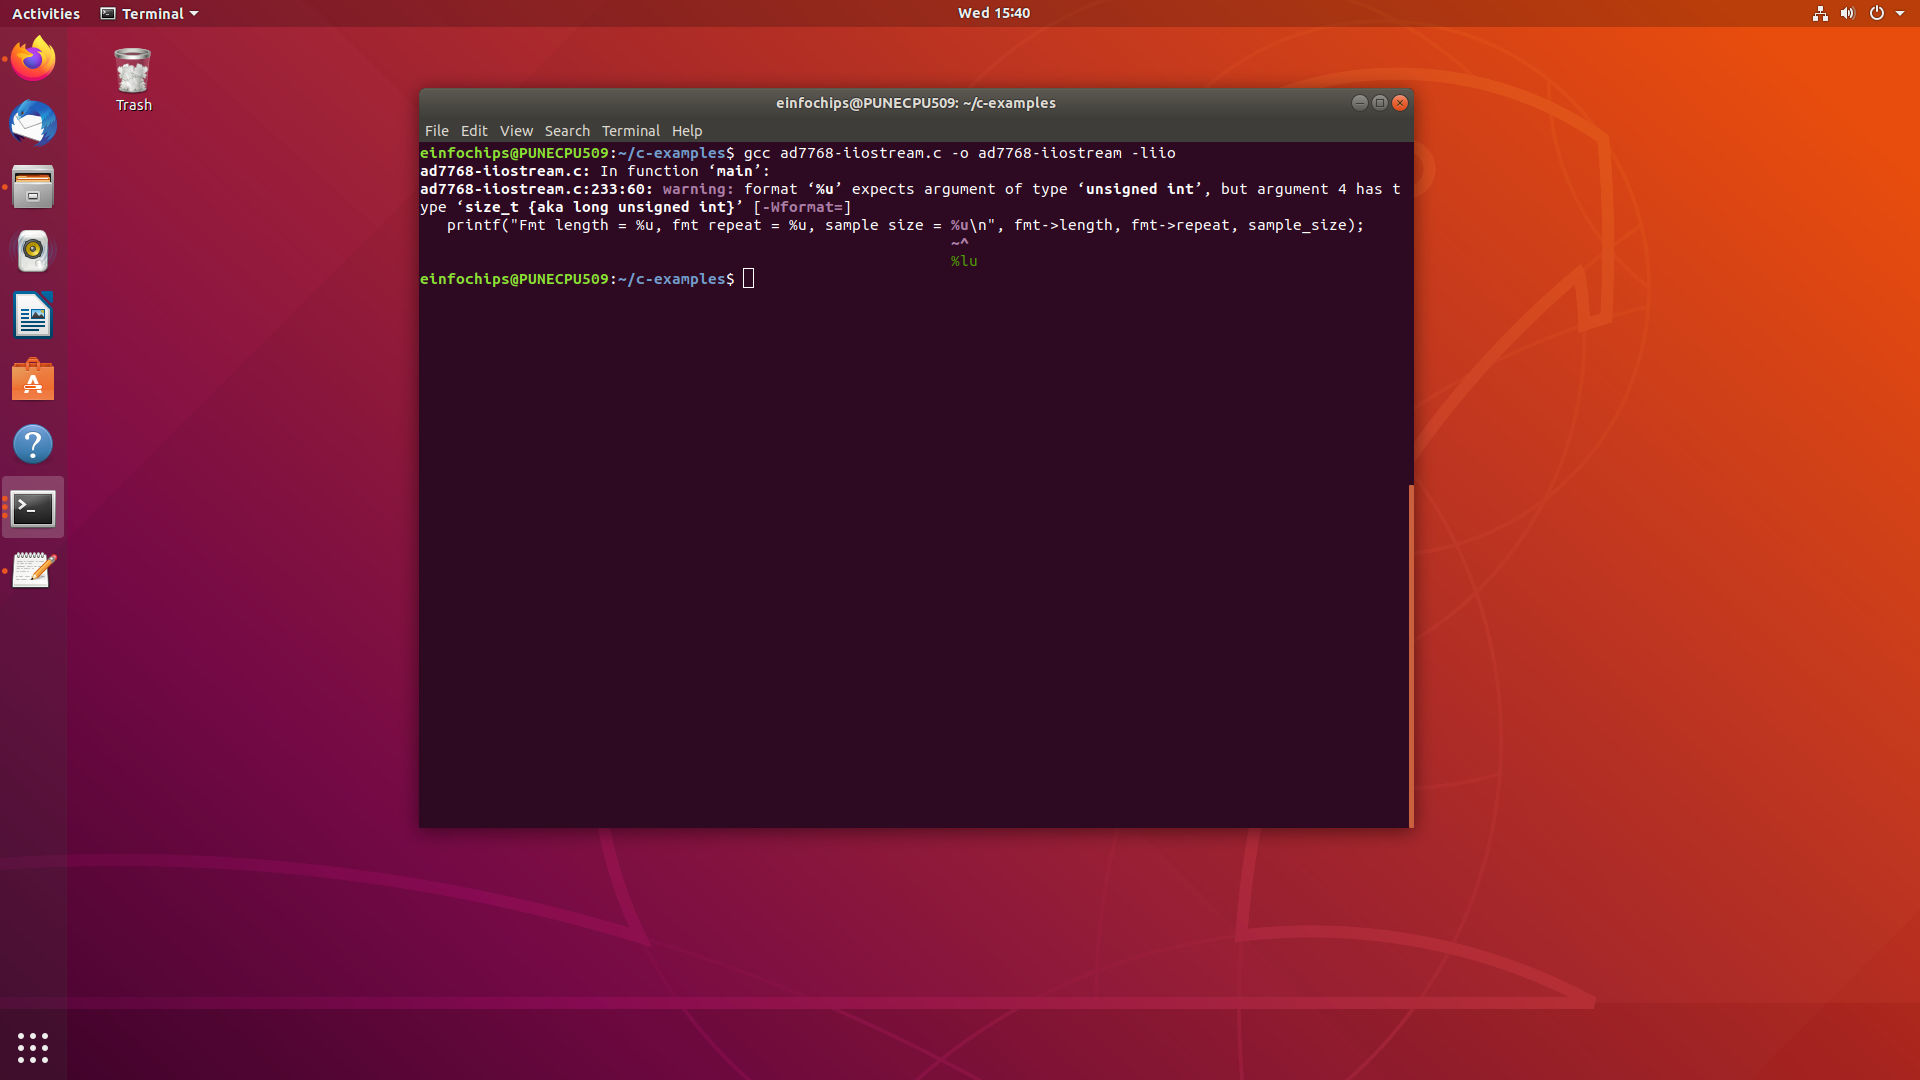 Activities
Terminal
Wed 15:40
Trash
einfochips@PUNECPU509: ~/c-examples
File Edit View Search Terminal Help
einfochips@PUNECPU509:~/c-examples$ gcc ad7768-iiostream.c -o ad7768-iiostream -liio
ad7768-iiostream.c: In function ‘main’:
ad7768-iiostream.c:233:60: warning: format ‘%u’ expects argument of type ‘unsigned int’, but argument 4 has t
ype ‘size_t {aka long unsigned int}’ [-Wformat=]
printf("Fmt length = %u, fmt repeat = %u, sample size = %u\n", fmt->length, fmt->repeat, sample_size);
~^
%lu
einfochips@PUNECPU509:~/c-examples$